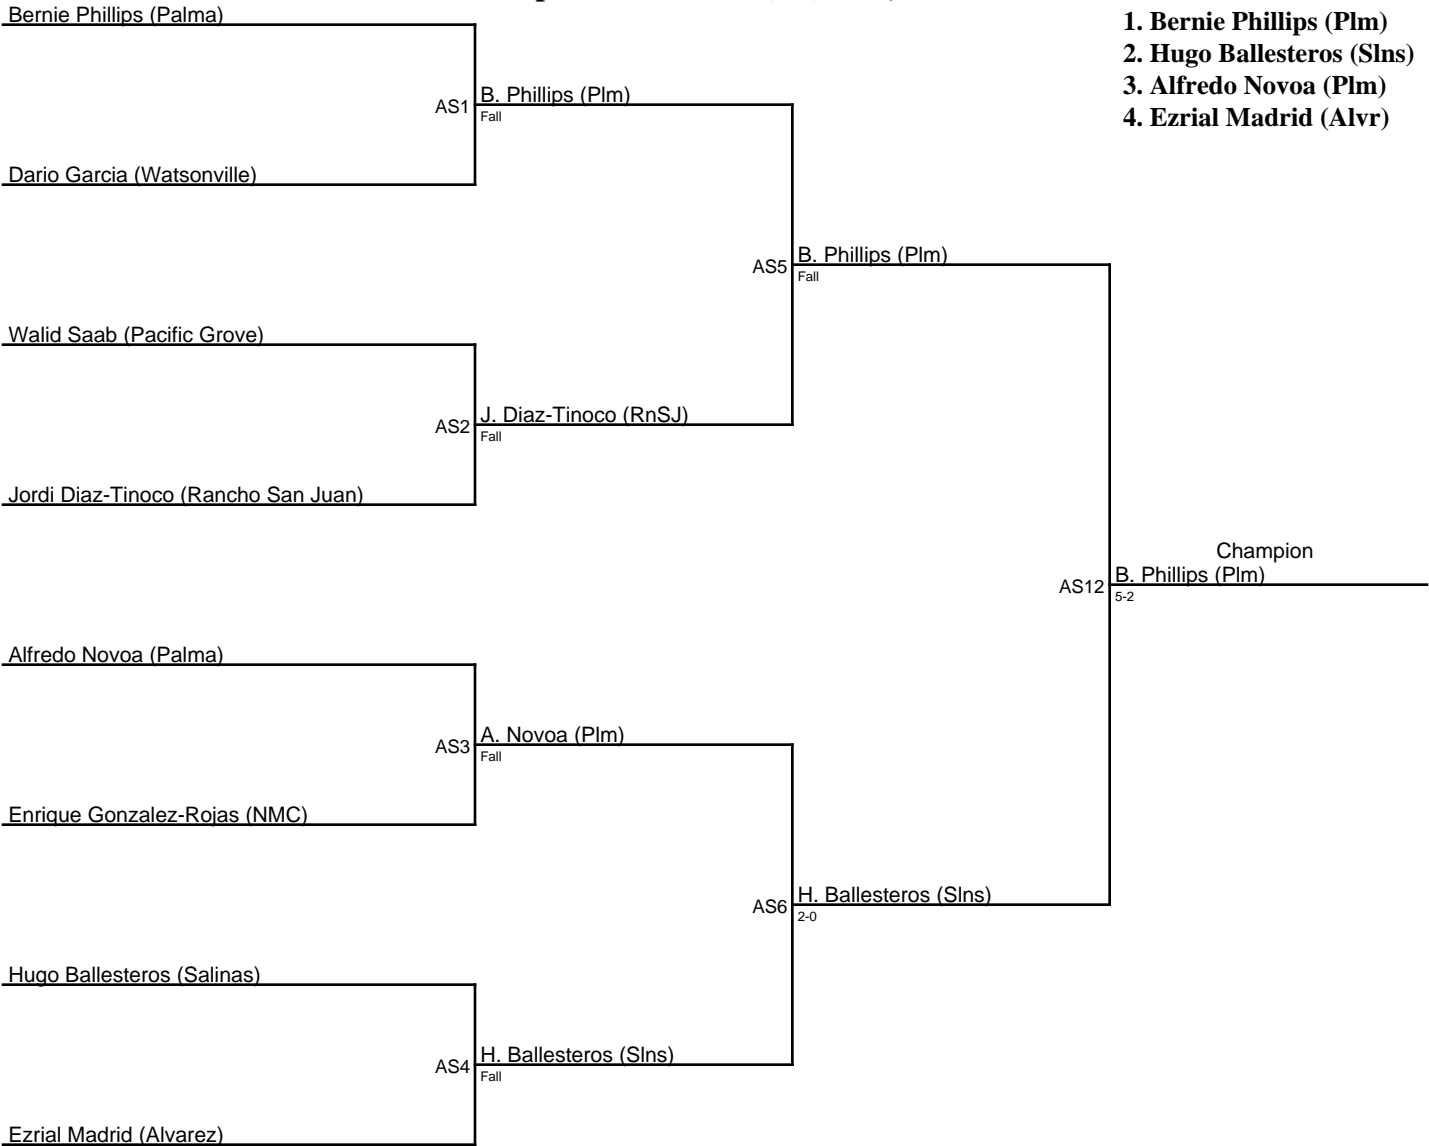 Bernie Phillips (Palma)
1. Bernie Phillips (Plm)
2. Hugo Ballesteros (Slns)
3. Alfredo Novoa (Plm)
4. Ezrial Madrid (Alvr)
AS1
B. Phillips (Plm)
Fall
Dario Garcia (Watsonville)
AS5
B. Phillips (Plm)
Fall
Walid Saab (Pacific Grove)
AS2
J. Diaz-Tinoco (RnSJ)
Fall
Jordi Diaz-Tinoco (Rancho San Juan)
Champion
AS12
B. Phillips (Plm)
5-2
Alfredo Novoa (Palma)
AS3
A. Novoa (Plm)
Fall
Enrique Gonzalez-Rojas (NMC)
AS6
H. Ballesteros (Slns)
2-0
Hugo Ballesteros (Salinas)
AS4
H. Ballesteros (Slns)
Fall
Ezrial Madrid (Alvarez)